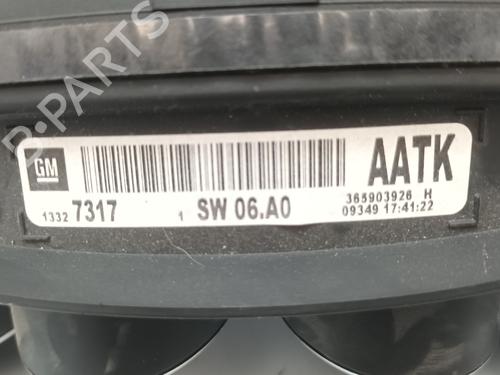 B-PARTS
GM
AATK
1332 7317 1 SW 06.A0
365903926 H
09349 17:41:22